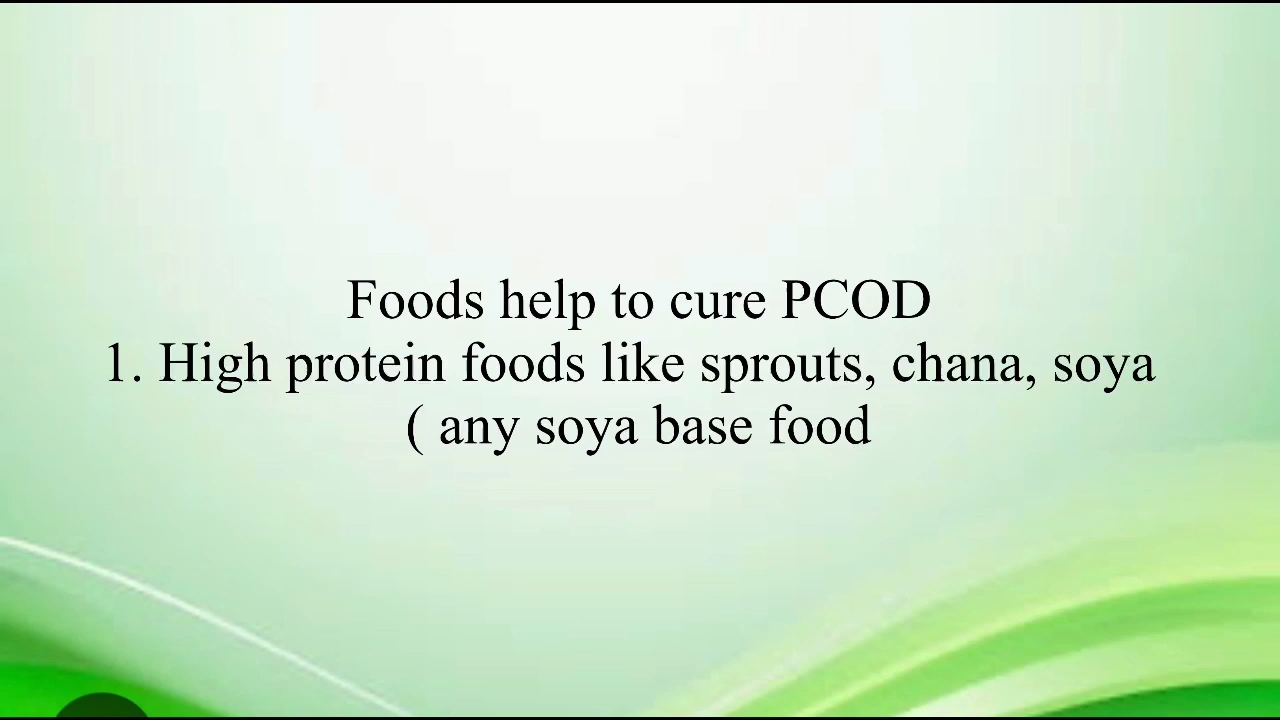 Foods help to cure PCOD
1. High protein foods like sprouts, chana, soya
( any soya base food